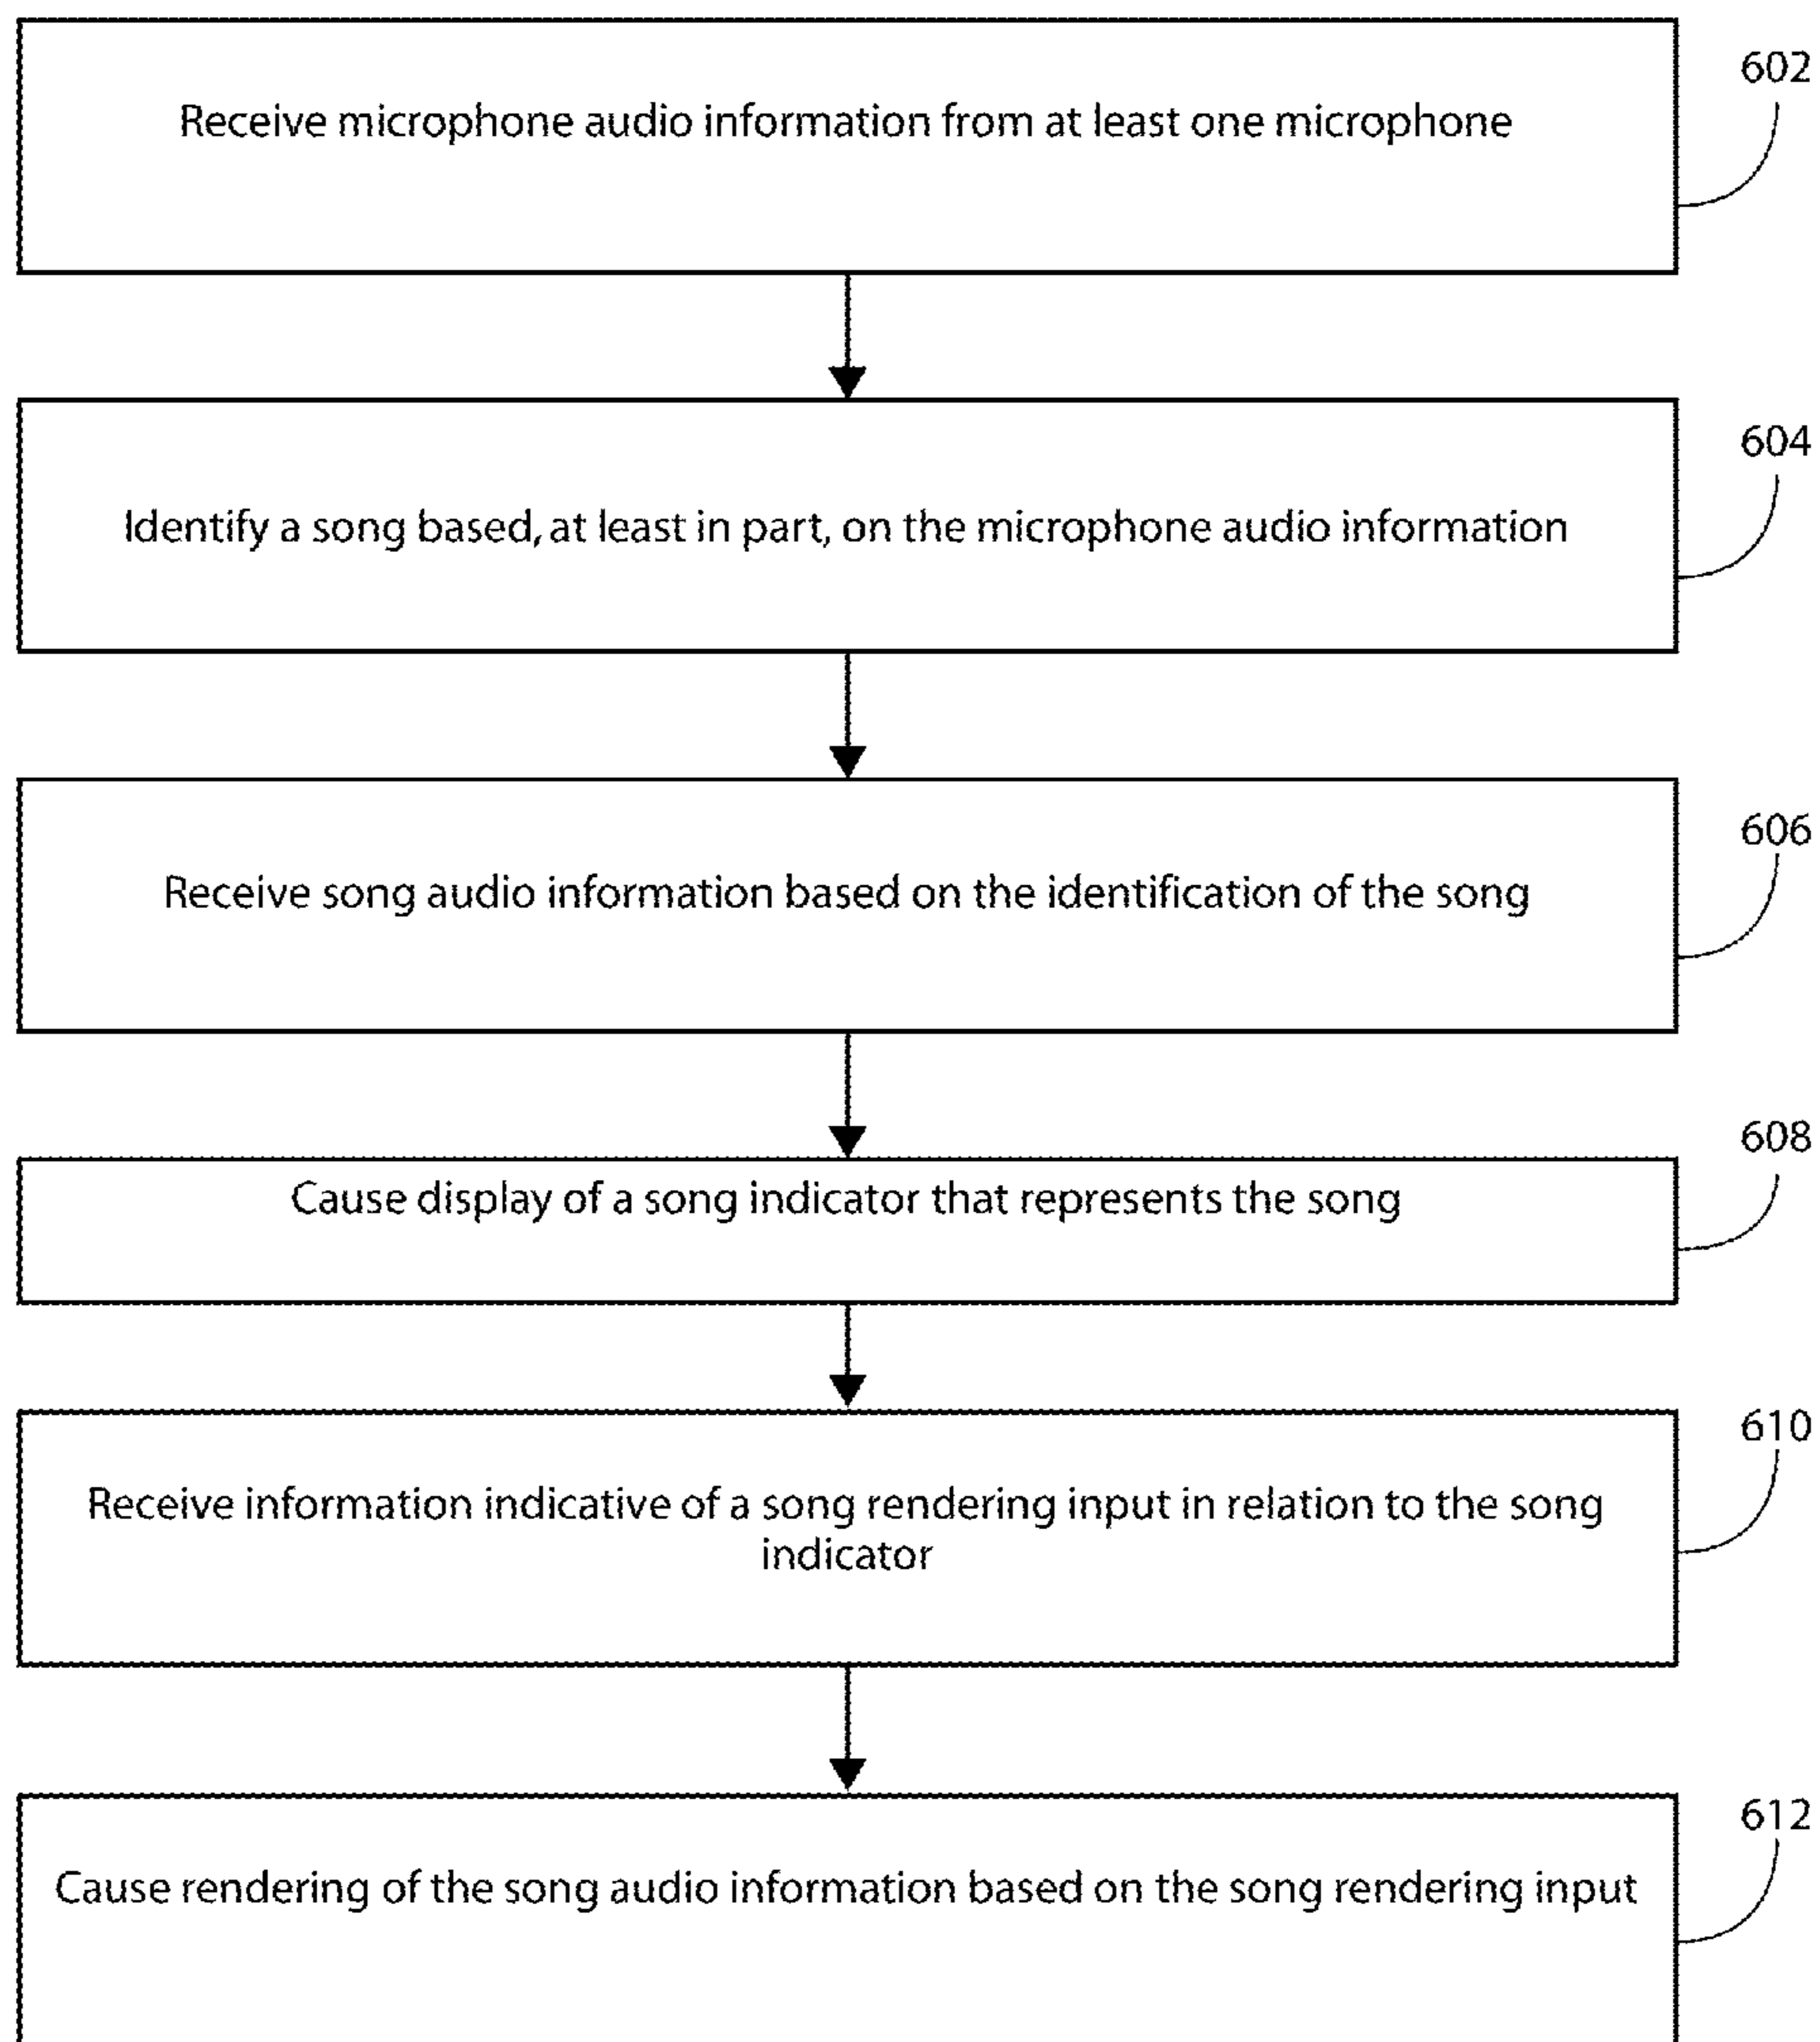 602
Receive microphone audio information from at least one microphone
604
Identify a song based, at least in part, on the microphone audio information
606
Receive song audio information based on the identification of the song
608
Cause display of a song indicator that represents the song
610
Receive information indicative of a song rendering input in relation to the song
indicator
612
Cause rendering of the song audio information based on the song rendering input